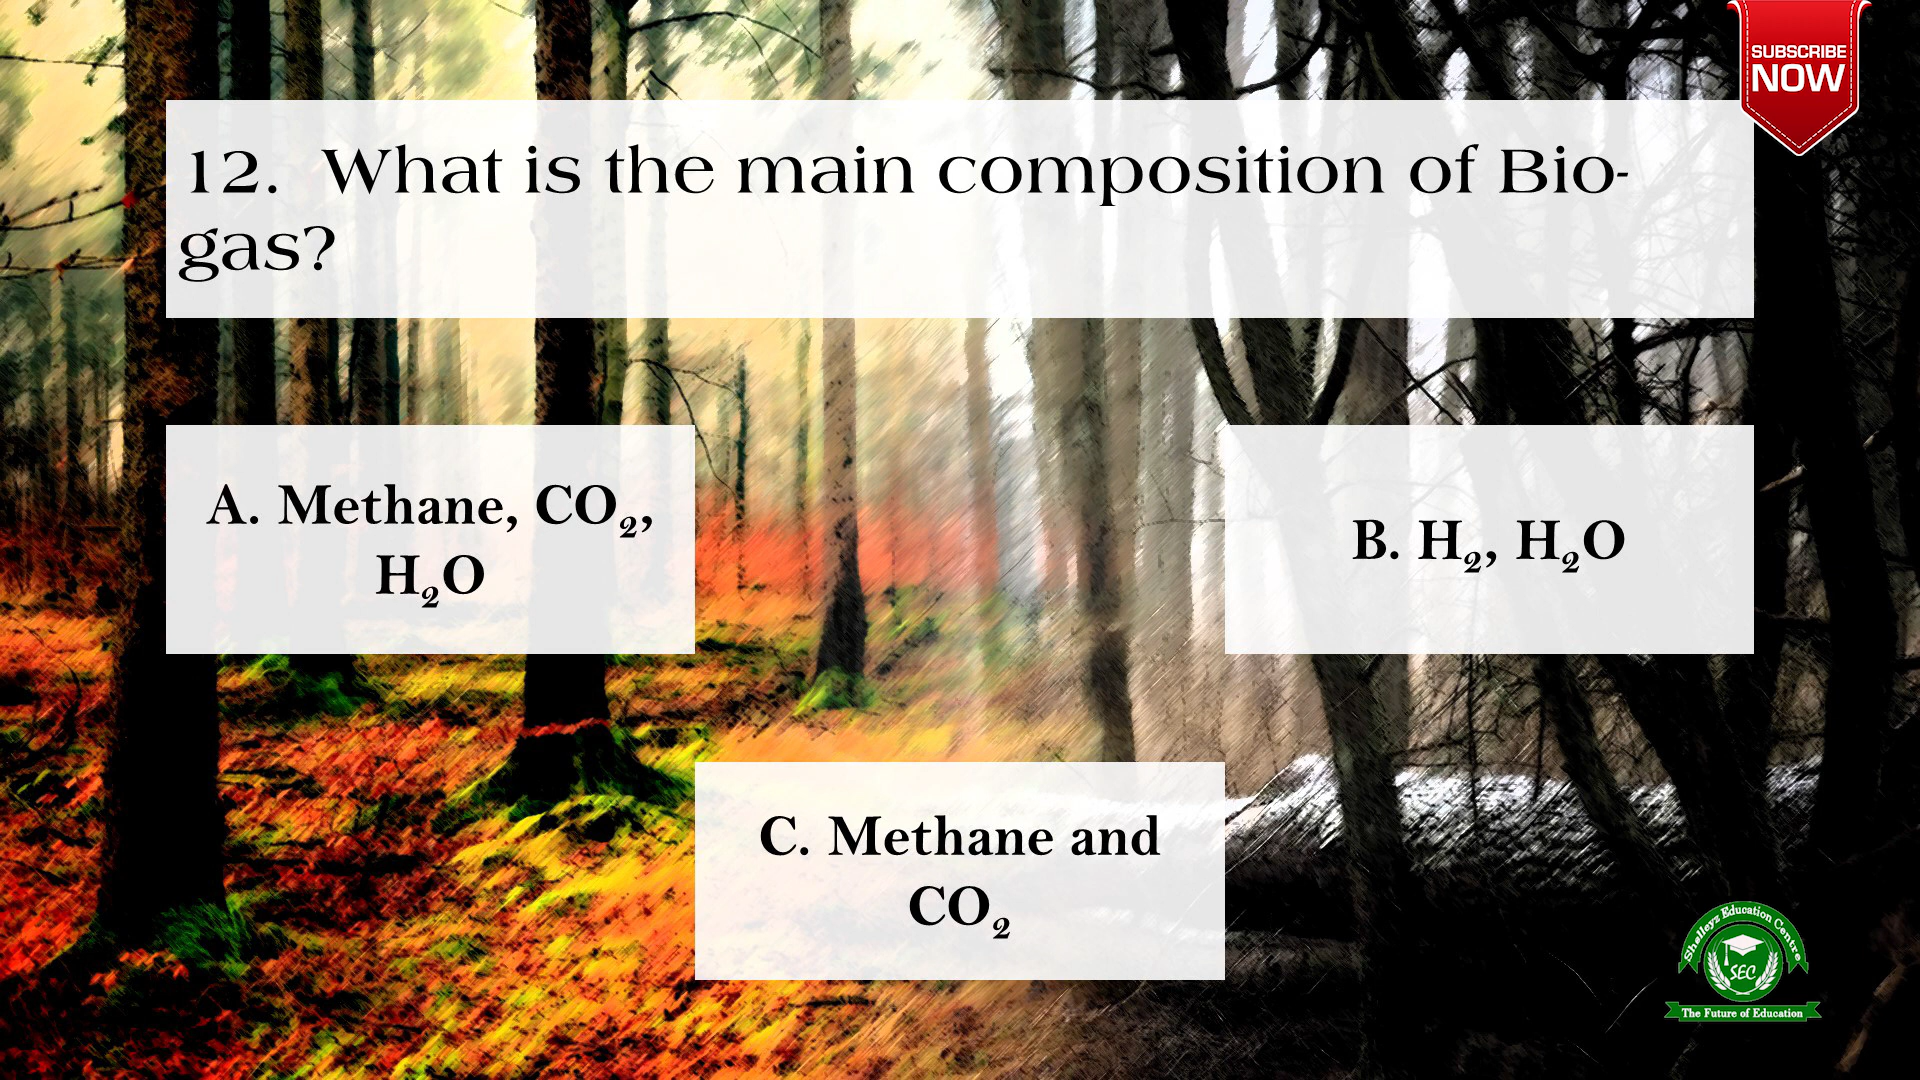 SUBSCRIBE
NOW
12. What is the main composition of Bio-
gas?
A. Methane, CO₂,
H₂O
B. H₂, H₂O
C. Methane and
CO₂
Shelleyz Education Centre
SEC
The Future of Education